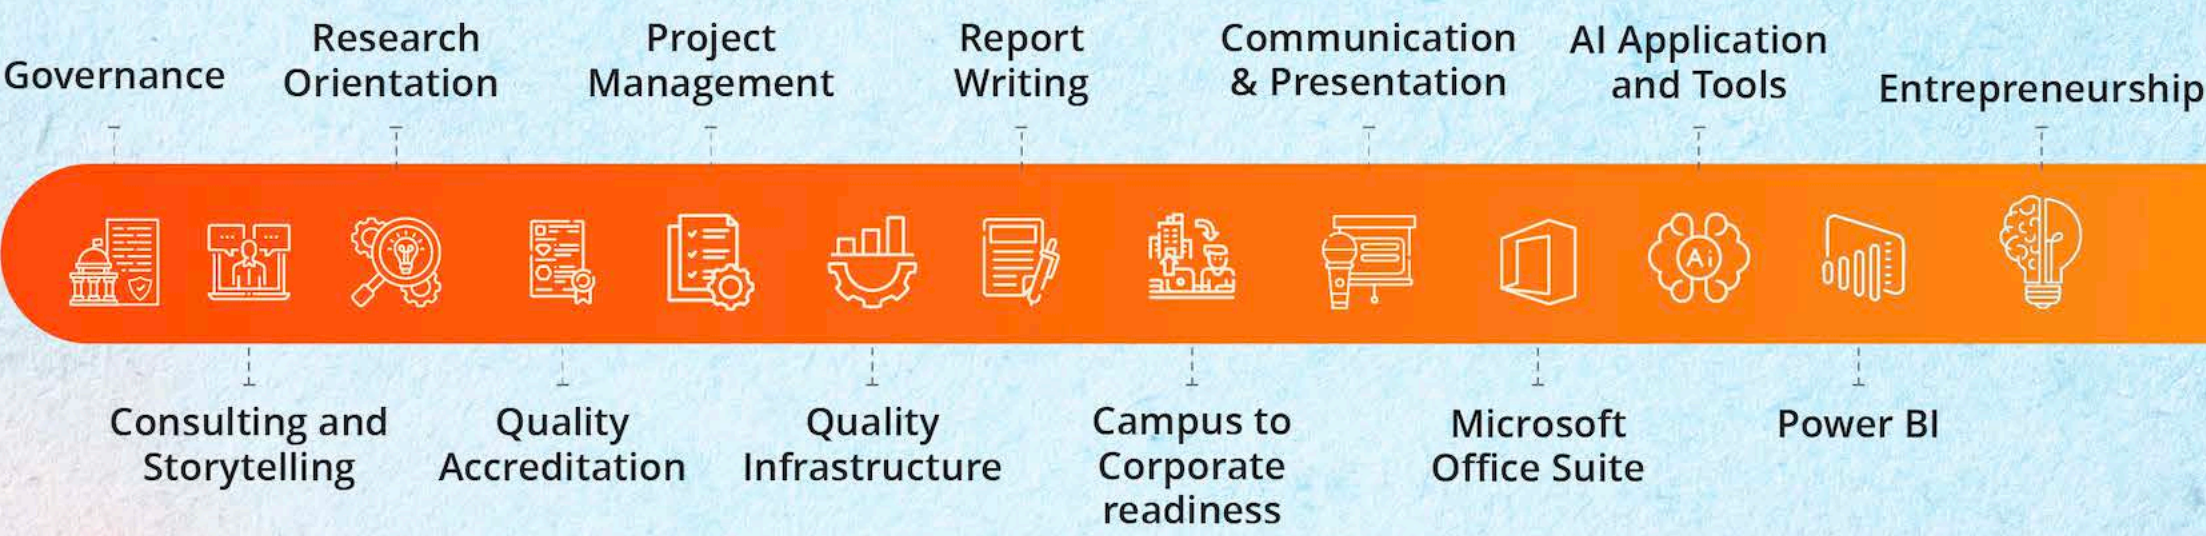 Governance
Research
Orientation
Project
Management
Report
Writing
Communication
& Presentation
AI Application
and Tools
Entrepreneurship
Ai
Consulting and
Storytelling
Quality
Accreditation
Quality
Infrastructure
Campus to
Corporate
readiness
Microsoft
Office Suite
Power BI